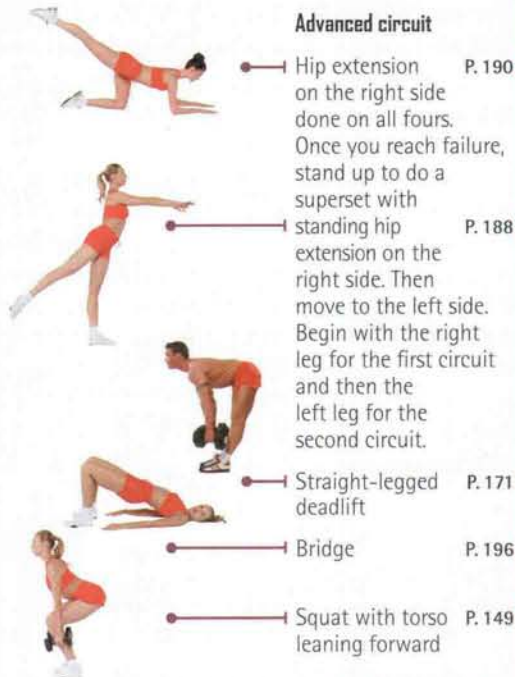 Advanced circuit
Hip extension P. 190
on the right side
done on all fours.
Once you reach failure,
stand up to do a
superset with
standing hip P. 188
extension on the
right side. Then
move to the left side.
Begin with the right
leg for the first circuit
and then the
left leg for the
second circuit.
Straight-legged P. 171
deadlift
Bridge P. 196
Squat with torso P. 149
leaning forward